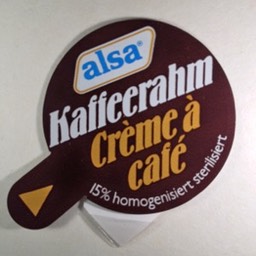 alsa®
Kaffeerahm
Crème à
café
15% homogenisiert sterilisiert